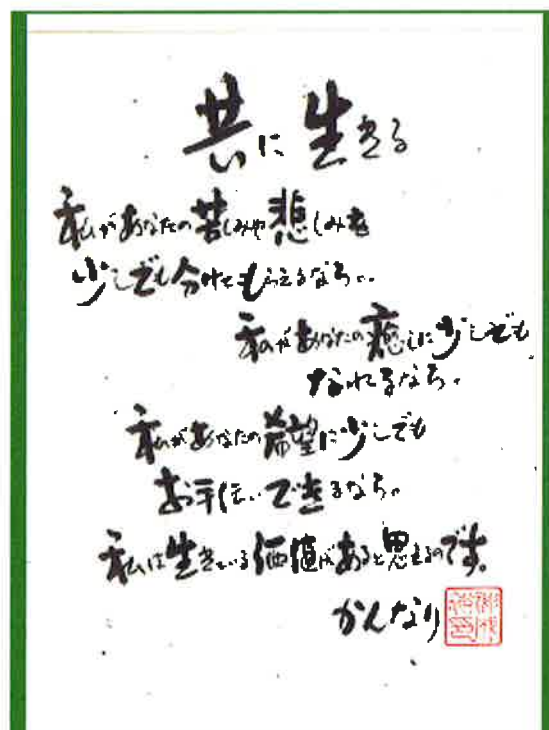 共に生きる
私があなたの苦しみや悲しみを
少しでも分けてもらえるなら。
私があなたの癒しに少しでも
なれるなら。
私があなたの希望に少しでも
お手伝いできるなら。
私は生きている価値があると思えるのです。
かんなり